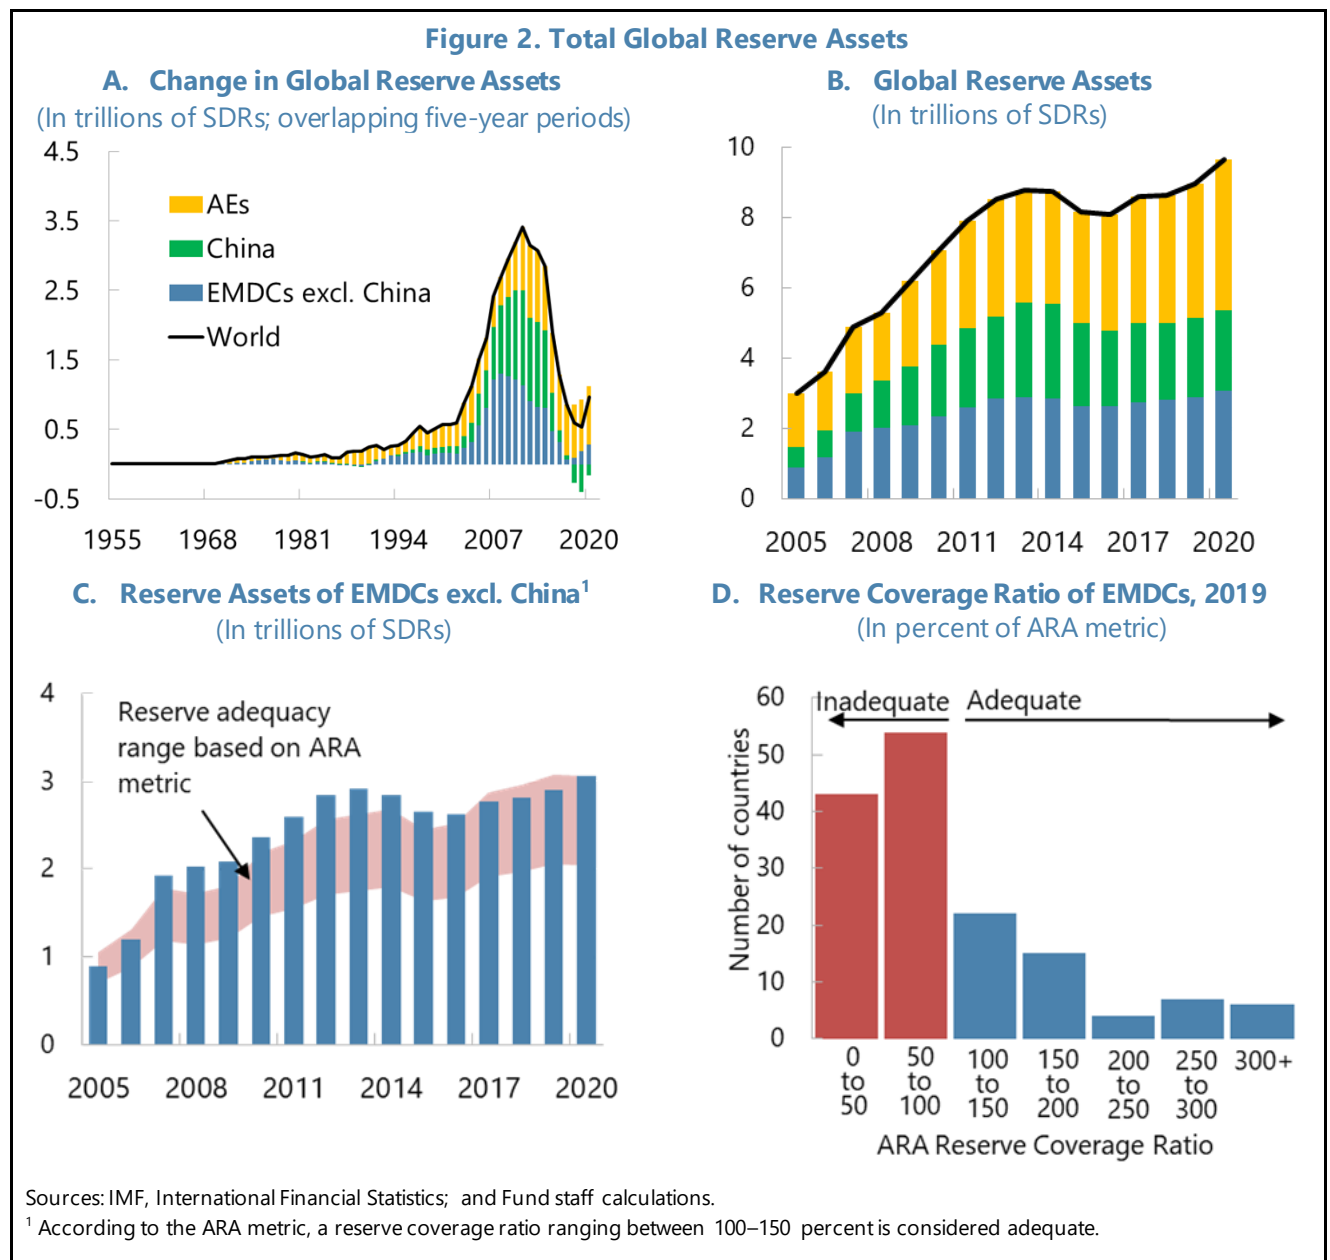 Figure 2. Total Global Reserve Assets
A. Change in Global Reserve Assets
(In trillions of SDRs; overlapping five-year periods)
4.5
3.5
2.5
1.5
0.5
-0.5
AEs
China
EMDCs excl. China
World
1955 1968 1981 1994 2007 2020
B. Global Reserve Assets
(In trillions of SDRs)
10
8
6
4
2
0
2005 2008 2011 2014 2017 2020
C. Reserve Assets of EMDCs excl. China1
(In trillions of SDRs)
4
3
2
1
0
Reserve adequacy
range based on ARA
metric
2005 2008 2011 2014 2017 2020
D. Reserve Coverage Ratio of EMDCs, 2019
(In percent of ARA metric)
Number of countries
60
50
40
30
20
10
0
Inadequate Adequate
0 50 100 150 200 250 300+
to to to to to to
50 100 150 200 250 300
ARA Reserve Coverage Ratio
Sources: IMF, International Financial Statistics; and Fund staff calculations.
1 According to the ARA metric, a reserve coverage ratio ranging between 100–150 percent is considered adequate.